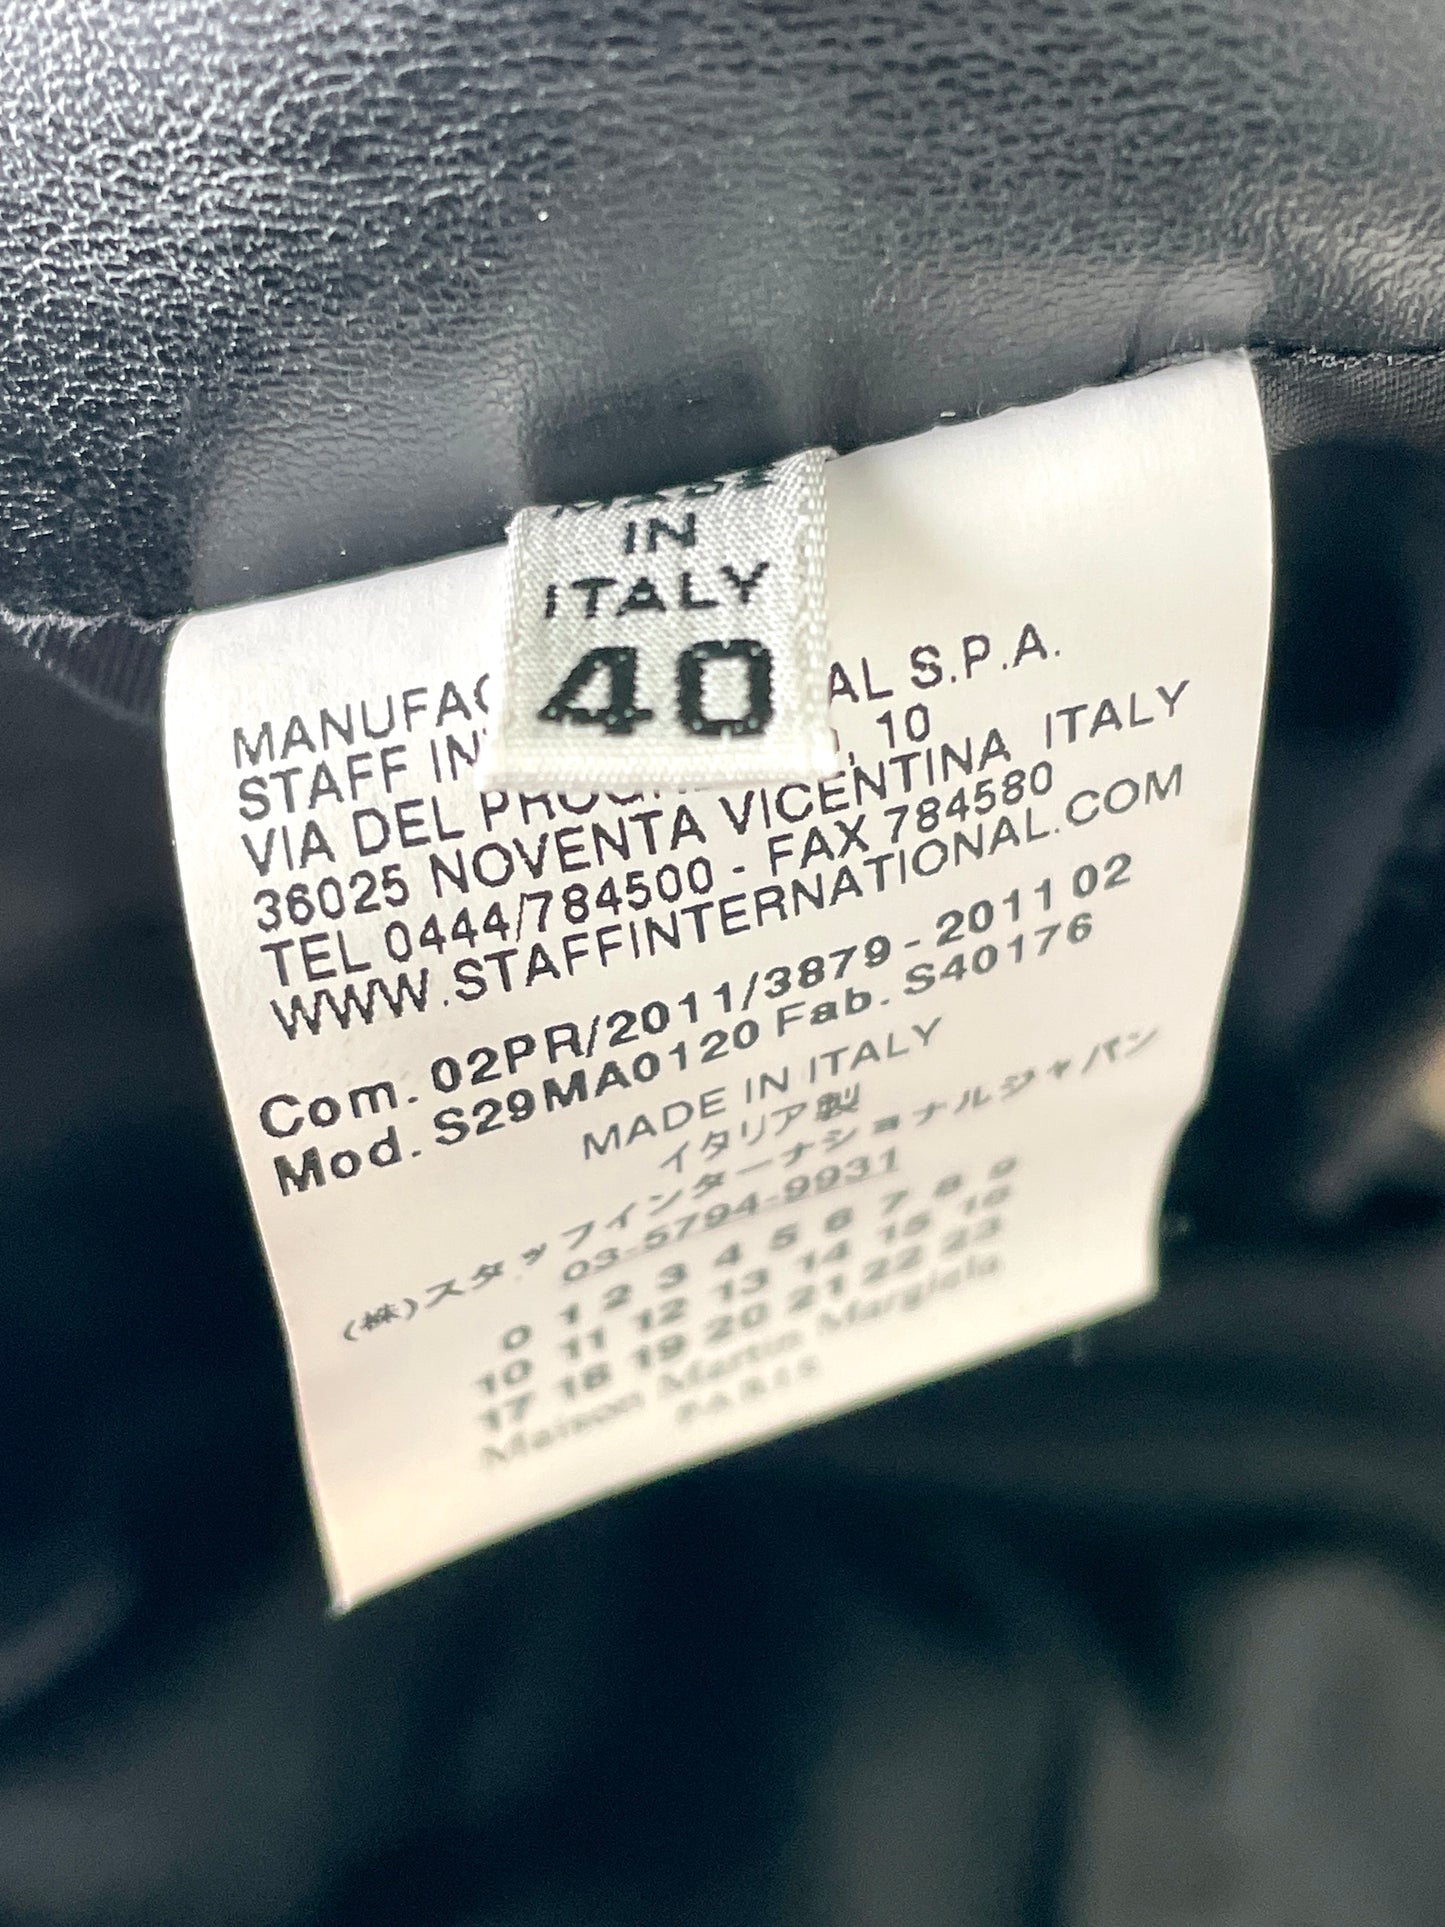 MADE
IN
ITALY
40
MANUFAC
STAFF IN AL S.P.A.
VIA DEL PROGR , 10
36025 NOVENTA VICENTINA ITALY
TEL 0444/784500 - FAX 784580
WWW.STAFFINTERNATIONAL.COM
Com. 02PR/2011/3879 - 2011 02
Mod. S29MA0120 Fab. S40176
MADE IN ITALY
イタリア製
(株)スタッフインターナショナルジャパン
03-5794-9931
0 1 2 3 4 5 6 7 8 9
10 11 12 13 14 15 16
17 18 19 20 21 22 23
Maison Martin Margiela
PARIS